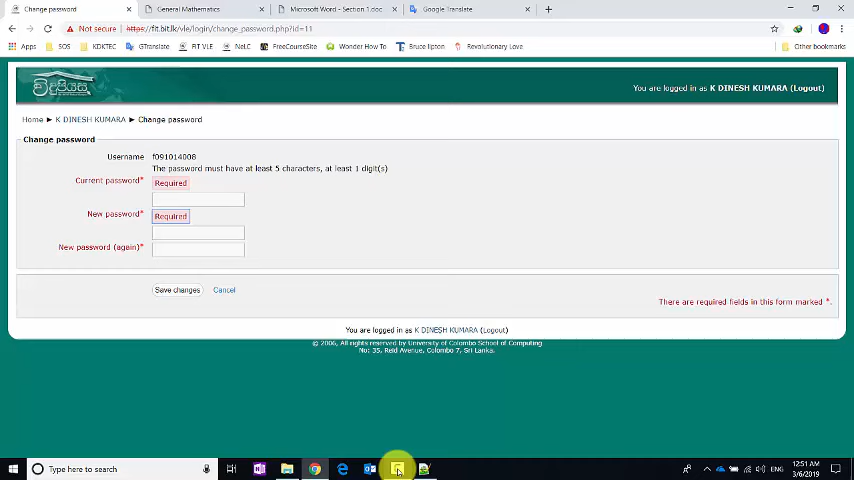 Change password
General Mathematics
Microsoft Word - Section 1.doc
Google Translate
Not secure
https://fit.bit.lk/vle/login/change_password.php?id=11
Apps
SOS
KDKTEC
GTranslate
FIT VLE
NeLC
FreeCourseSite
Wonder How To
Bruce lipton
Revolutionary Love
Other bookmarks
විද්‍යාපියස
You are logged in as K DINESH KUMARA (Logout)
Home ► K DINESH KUMARA ► Change password
Change password
Username f091014008
The password must have at least 5 characters, at least 1 digit(s)
Current password* Required
New password* Required
New password (again)*
Save changes Cancel
There are required fields in this form marked *.
You are logged in as K DINESH KUMARA (Logout)
© 2006, All rights reserved by University of Colombo School of Computing
No: 35, Reid Avenue, Colombo 7, Sri Lanka.
Type here to search
ENG
12:51 AM
3/6/2019